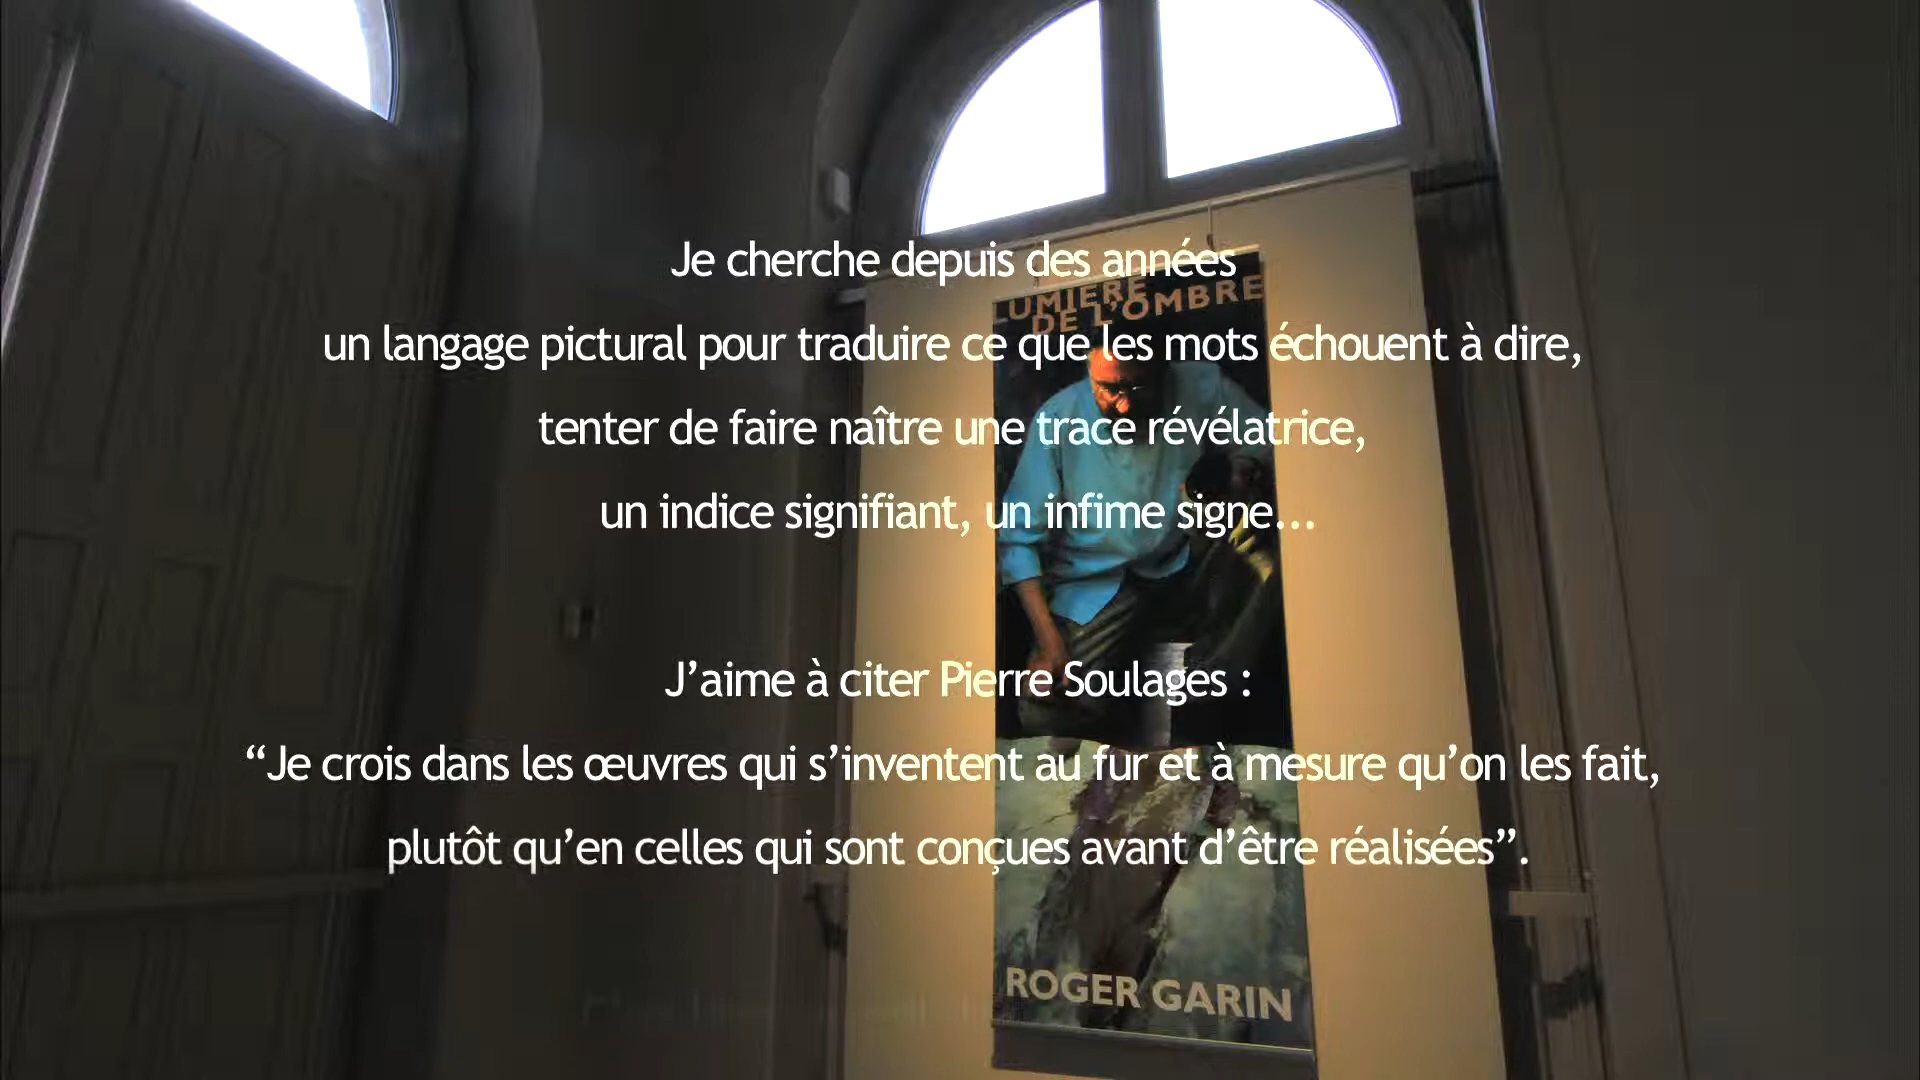 Je cherche depuis des années
un langage pictural pour traduire ce que les mots échouent à dire,
tenter de faire naître une trace révélatrice,
un indice signifiant, un infime signe...
J’aime à citer Pierre Soulages :
“Je crois dans les œuvres qui s’inventent au fur et à mesure qu’on les fait,
plutôt qu’en celles qui sont conçues avant d’être réalisées”.
LUMIERE
DE L’OMBRE
ROGER GARIN